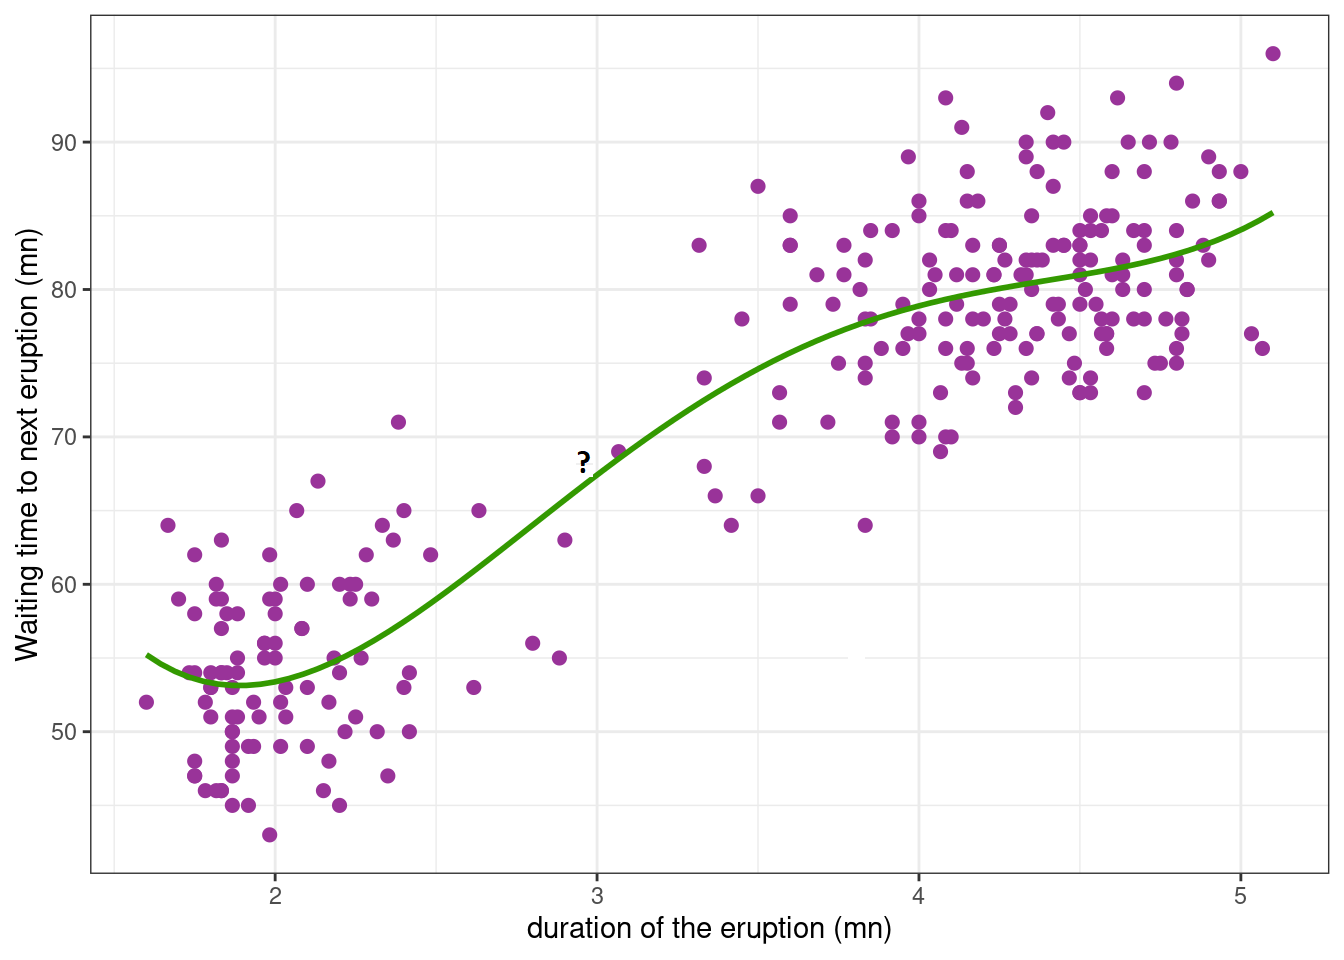 Waiting time to next eruption (mn)
90
80
70
60
50
?
2 3 4 5
duration of the eruption (mn)